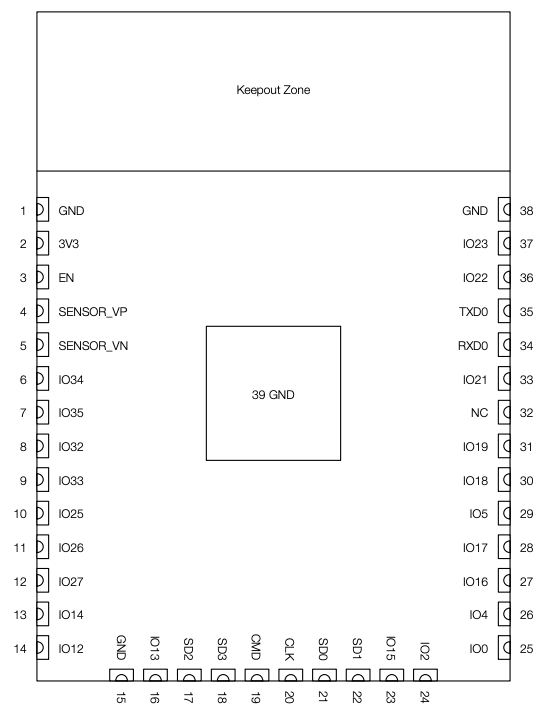 Keepout Zone
1 GND GND 38
2 3V3 IO23 37
3 EN IO22 36
4 SENSOR_VP TXD0 35
5 SENSOR_VN RXD0 34
6 IO34 IO21 33
39 GND
7 IO35 NC 32
8 IO32 IO19 31
9 IO33 IO18 30
10 IO25 IO5 29
11 IO26 IO17 28
12 IO27 IO16 27
13 IO14 IO4 26
14 IO12 IO0 25
GND IO13 SD2 SD3 CMD CLK SD0 SD1 IO15 IO2
15 16 17 18 19 20 21 22 23 24